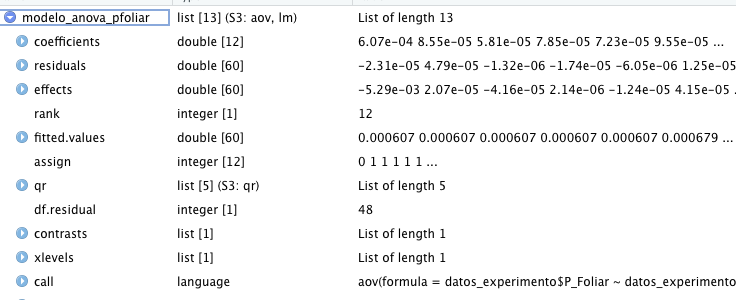 modelo_anova_pfoliar list [13] (S3: aov, lm) List of length 13
coefficients double [12] 6.07e-04 8.55e-05 5.81e-05 7.85e-05 7.23e-05 9.55e-05 ...
residuals double [60] -2.31e-05 4.79e-05 -1.32e-06 -1.74e-05 -6.05e-06 1.25e-05
effects double [60] -5.29e-03 2.07e-05 -4.16e-05 2.14e-06 -1.24e-05 4.15e-05
rank integer [1] 12
fitted.values double [60] 0.000607 0.000607 0.000607 0.000607 0.000607 0.000679 ...
assign integer [12] 0 1 1 1 1 1 ...
qr list [5] (S3: qr) List of length 5
df.residual integer [1] 48
contrasts list [1] List of length 1
xlevels list [1] List of length 1
call language aov(formula = datos_experimento$P_Foliar ~ datos_experimento